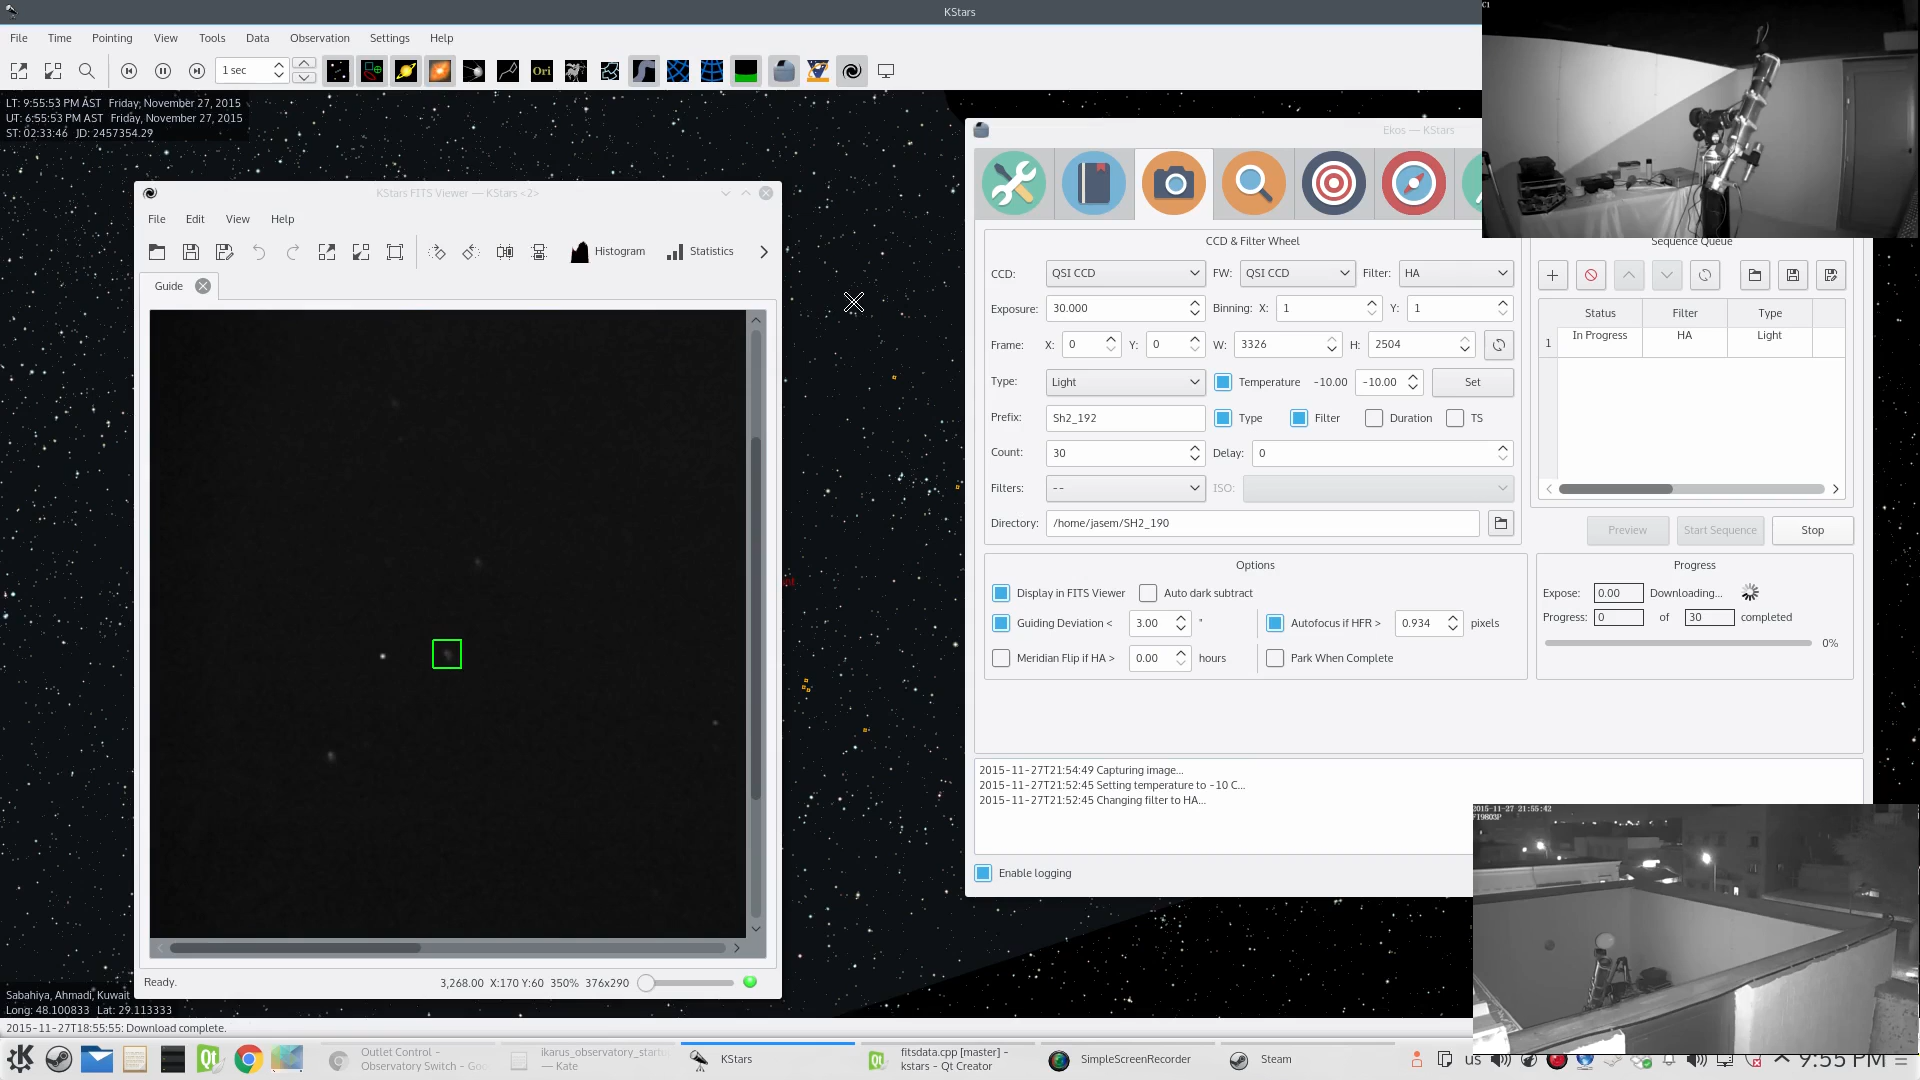 KStars
File Time Pointing View Tools Data Observation Settings Help
1 sec
Ori
LT: 9:55:53 PM AST Friday, November 27, 2015
UT: 6:55:53 PM AST Friday, November 27, 2015
ST: 02:33:46 JD: 2457354.29
KStars FITS Viewer — KStars <2>
File Edit View Help
Histogram Statistics
Guide
Ready. 3,268.00 X:170 Y:60 350% 376x290
Ekos — KStars
CCD & Filter Wheel
CCD: QSI CCD FW: QSI CCD Filter: HA
Exposure: 30.000 Binning: X: 1 Y: 1
Frame: X: 0 Y: 0 W: 3326 H: 2504
Type: Light Temperature -10.00 -10.00 Set
Prefix: Sh2_192 Type Filter Duration TS
Count: 30 Delay: 0
Filters: -- ISO:
Directory: /home/jasem/SH2_190
Options
Display in FITS Viewer Auto dark subtract
Guiding Deviation < 3.00 " Autofocus if HFR > 0.934 pixels
Meridian Flip if HA > 0.00 hours Park When Complete
Sequence Queue
Status Filter Type
1 In Progress HA Light
Preview Start Sequence Stop
Progress
Expose: 0.00 Downloading...
Progress: 0 of 30 completed
0%
2015-11-27T21:54:49 Capturing image...
2015-11-27T21:52:45 Setting temperature to -10 C...
2015-11-27T21:52:45 Changing filter to HA...
Enable logging
2015-11-27 21:55:42
Sabahiya, Ahmadi, Kuwait
Long: 48.100833 Lat: 29.113333
2015-11-27T18:55:55: Download complete.
Outlet Control –
Observatory Switch – Goo
ikarus_observatory_startu
— Kate
KStars
fitsdata.cpp [master] –
kstars – Qt Creator
SimpleScreenRecorder
Steam
us
9:55 PM